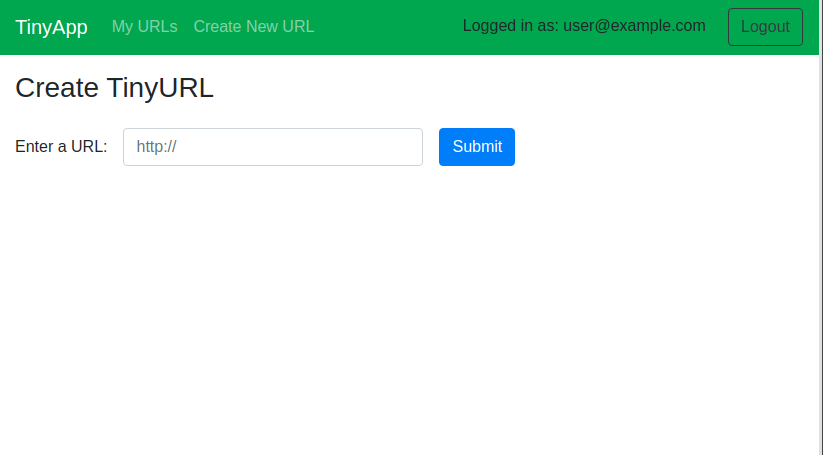 TinyApp My URLs Create New URL Logged in as: user@example.com Logout
Create TinyURL
Enter a URL: http:// Submit